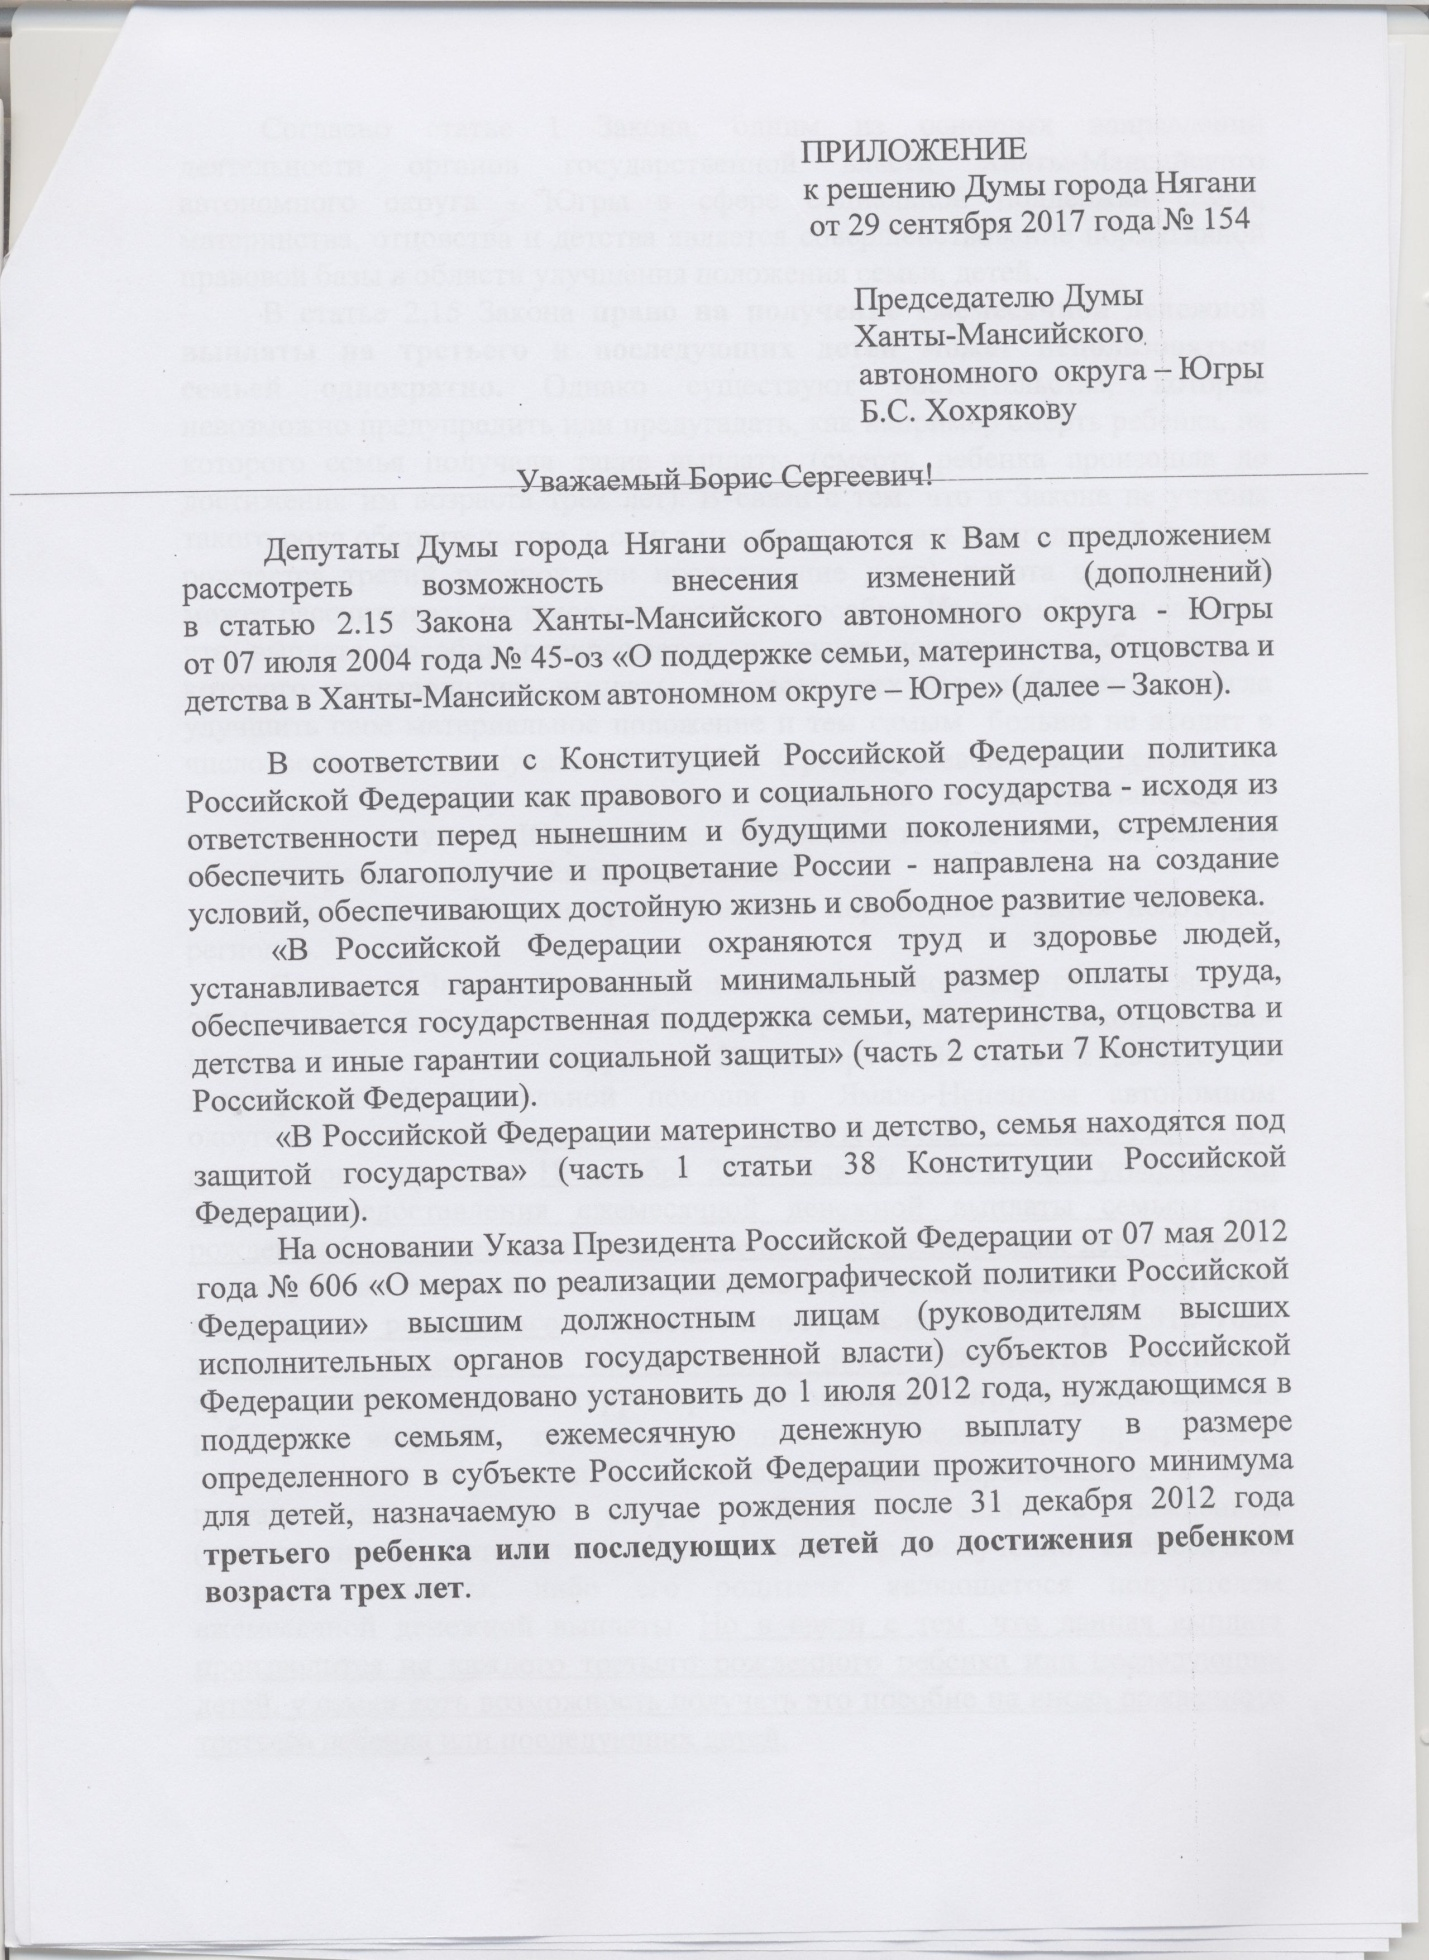 ПРИЛОЖЕНИЕ
к решению Думы города Нягани
от 29 сентября 2017 года № 154
Председателю Думы
Ханты-Мансийского
автономного округа – Югры
Б.С. Хохрякову
Уважаемый Борис Сергеевич!
Депутаты Думы города Нягани обращаются к Вам с предложением
рассмотреть возможность внесения изменений (дополнений)
в статью 2.15 Закона Ханты-Мансийского автономного округа - Югры
от 07 июля 2004 года № 45-оз «О поддержке семьи, материнства, отцовства и
детства в Ханты-Мансийском автономном округе – Югре» (далее – Закон).
В соответствии с Конституцией Российской Федерации политика
Российской Федерации как правового и социального государства - исходя из
ответственности перед нынешним и будущими поколениями, стремления
обеспечить благополучие и процветание России - направлена на создание
условий, обеспечивающих достойную жизнь и свободное развитие человека.
«В Российской Федерации охраняются труд и здоровье людей,
устанавливается гарантированный минимальный размер оплаты труда,
обеспечивается государственная поддержка семьи, материнства, отцовства и
детства и иные гарантии социальной защиты» (часть 2 статьи 7 Конституции
Российской Федерации).
«В Российской Федерации материнство и детство, семья находятся под
защитой государства» (часть 1 статьи 38 Конституции Российской
Федерации).
На основании Указа Президента Российской Федерации от 07 мая 2012
года № 606 «О мерах по реализации демографической политики Российской
Федерации» высшим должностным лицам (руководителям высших
исполнительных органов государственной власти) субъектов Российской
Федерации рекомендовано установить до 1 июля 2012 года, нуждающимся в
поддержке семьям, ежемесячную денежную выплату в размере
определенного в субъекте Российской Федерации прожиточного минимума
для детей, назначаемую в случае рождения после 31 декабря 2012 года
третьего ребенка или последующих детей до достижения ребенком
возраста трех лет.